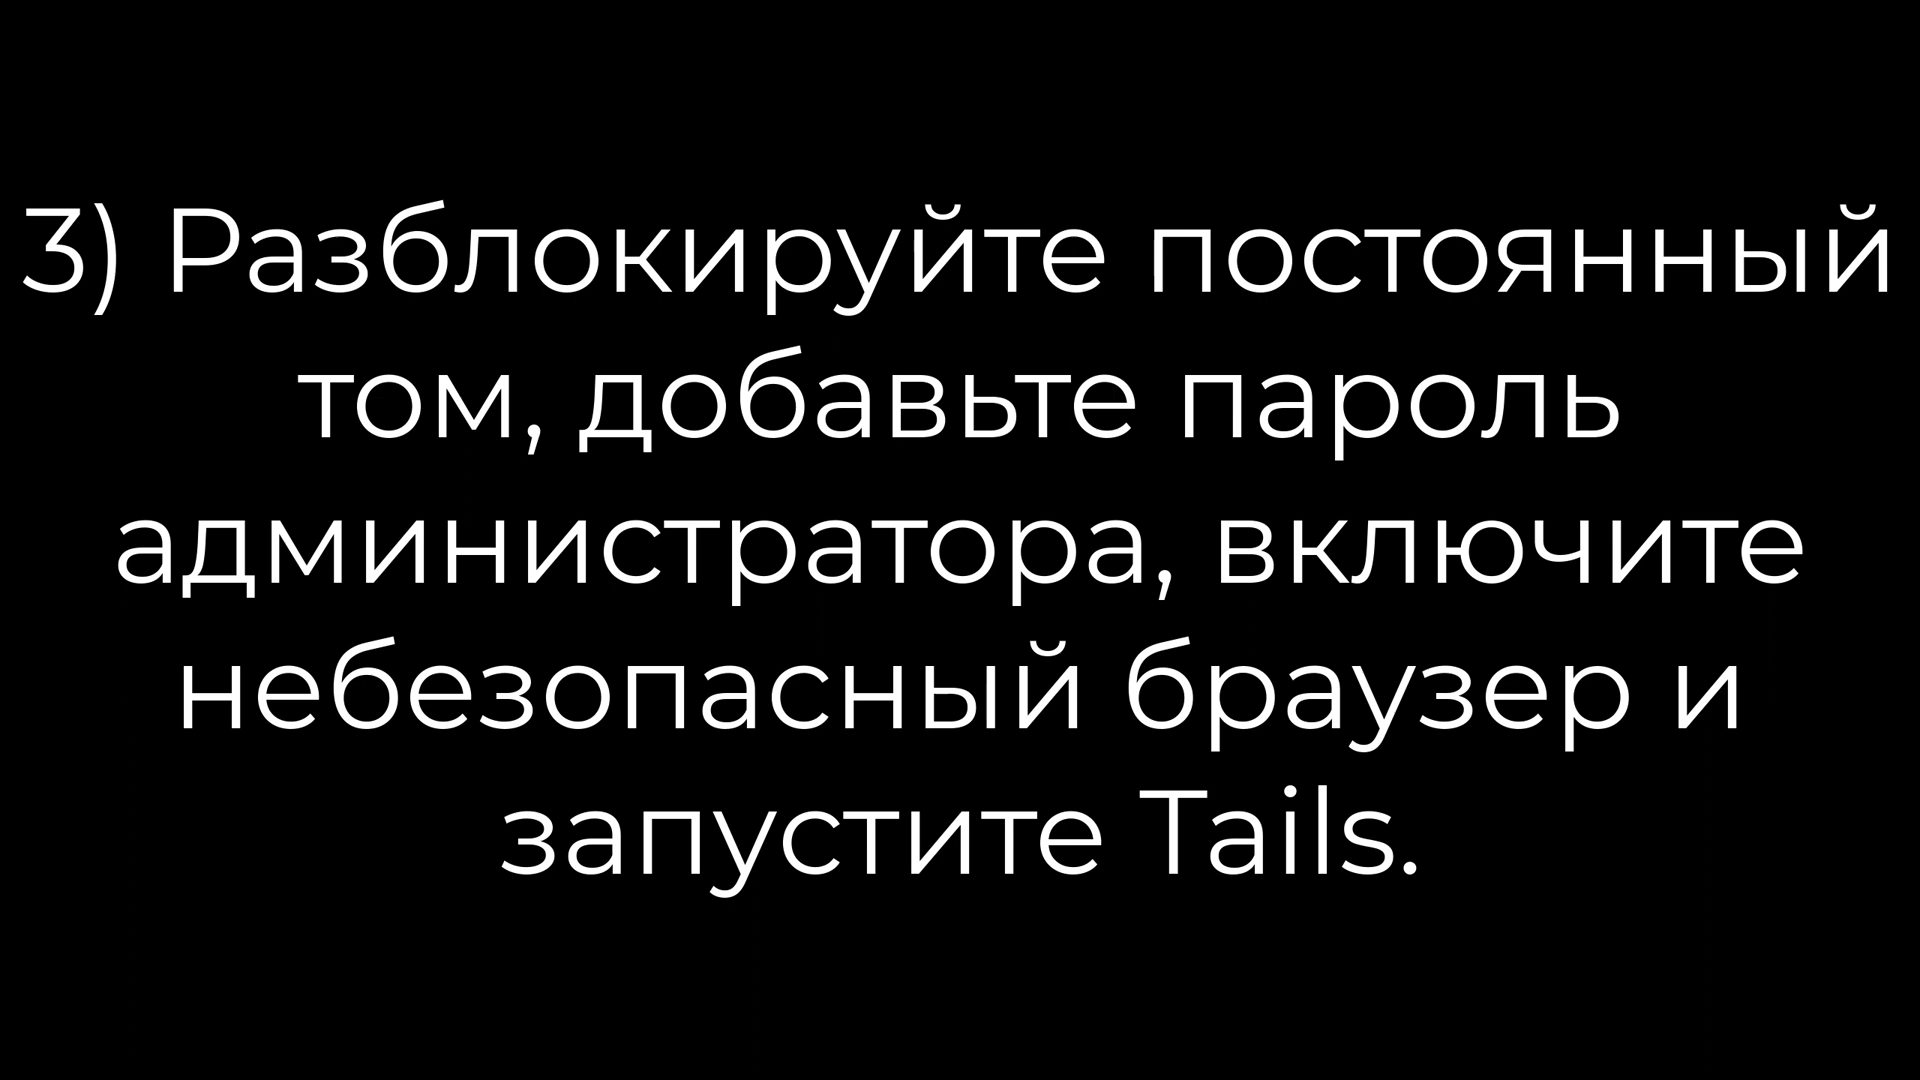 3) Разблокируйте постоянный
том, добавьте пароль
администратора, включите
небезопасный браузер и
запустите Tails.